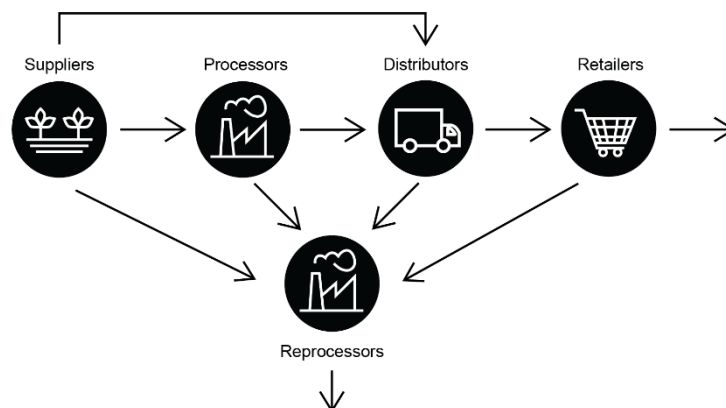 Suppliers
Processors
Distributors
Retailers
Reprocessors